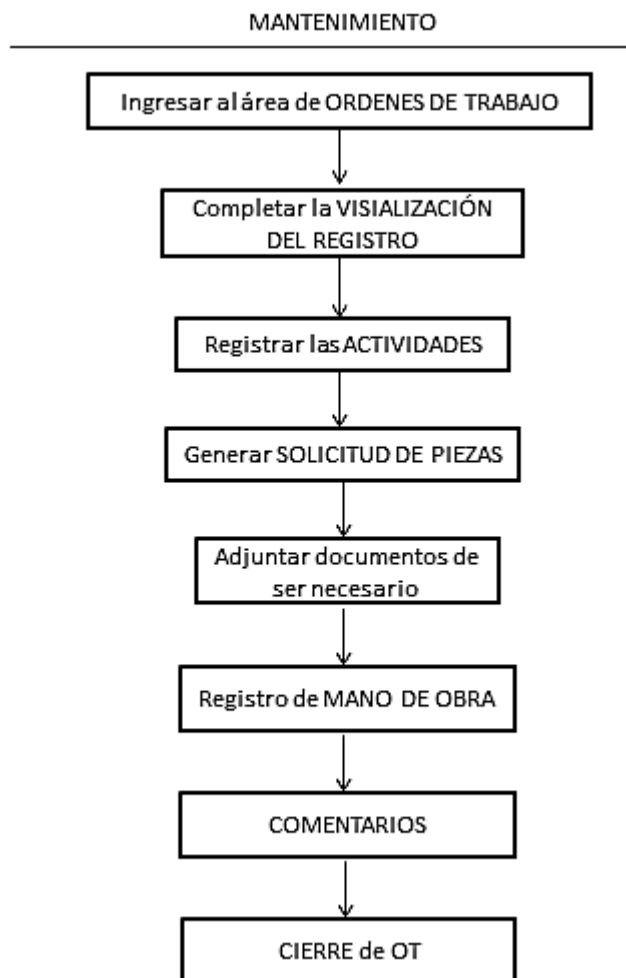 MANTENIMIENTO
Ingresar al área de ORDENES DE TRABAJO
Completar la VISIALIZACIÓN
DEL REGISTRO
Registrar las ACTIVIDADES
Generar SOLICITUD DE PIEZAS
Adjuntar documentos de
ser necesario
Registro de MANO DE OBRA
COMENTARIOS
CIERRE de OT